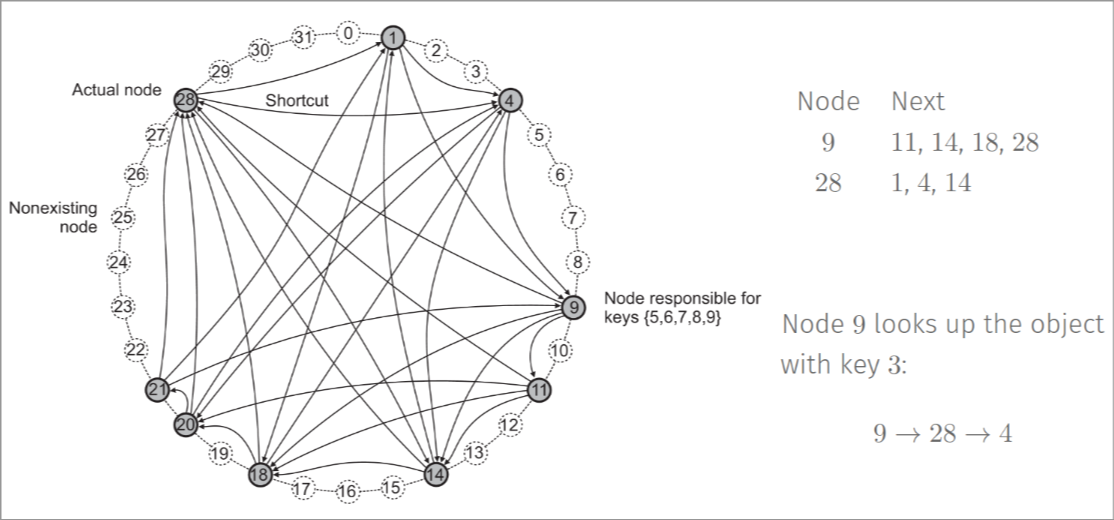 0
1
2
3
4
5
6
7
8
9
10
11
12
13
14
15
16
17
18
19
20
21
22
23
24
25
26
27
28
29
30
31
Actual node
Shortcut
Nonexisting
node
Node responsible for
keys {5,6,7,8,9}
Node Next
9 11, 14, 18, 28
28 1, 4, 14
Node 9 looks up the object
with key 3:
9 → 28 → 4